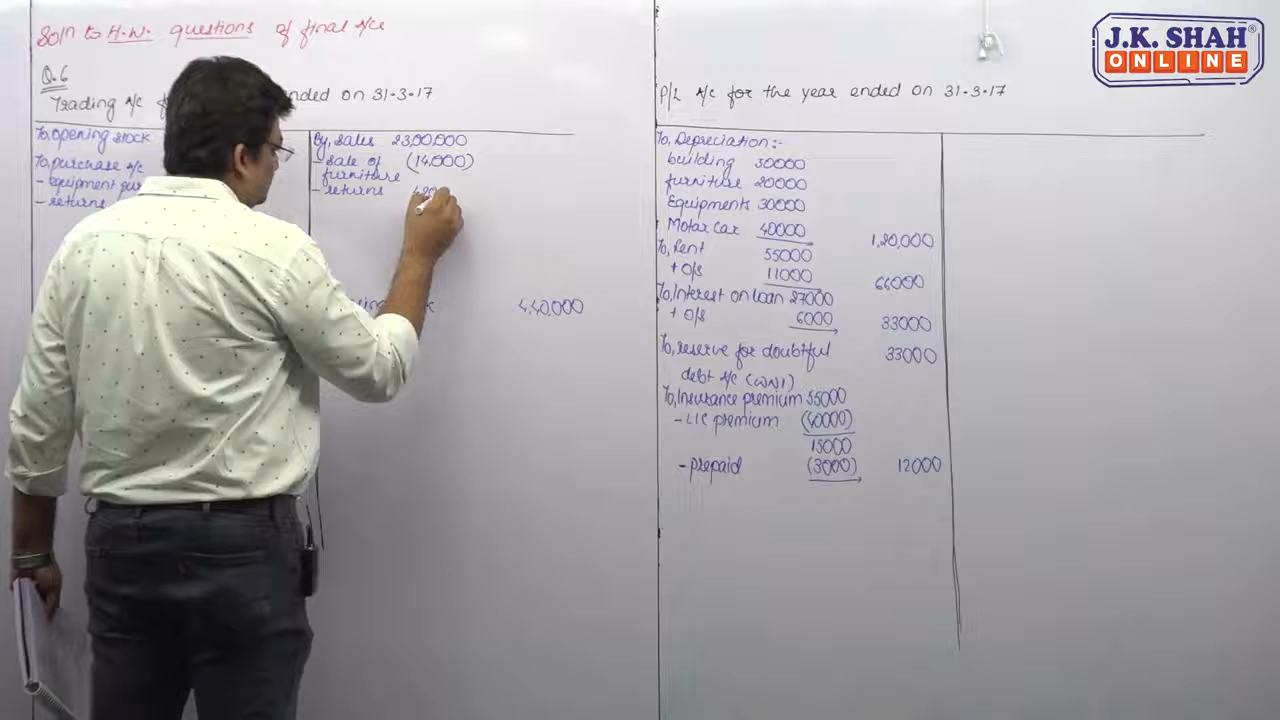 Soln to H.W. questions of final A/c
Q.6
Trading A/c ended on 31-3-17
To, opening stock
To, purchase A/c
- Equipment
- returns
By, sales 23,00,000
- sale of (14,000)
furniture
- returns
4,40,000
P/L A/c for the year ended on 31-3-17
To, Depreciation:-
building 30000
furniture 20000
Equipments 30000
Motar car 40000 1,20,000
To, Rent 55000
+ O/s 11000 66000
To, Interest on loan 27000
+ O/s 6000 33000
To, reserve for doubtful 33000
debt A/c (WN1)
To, Insurance premium 55000
- LIC premium (40000)
15000
- prepaid (3000) 12000
J.K. SHAH®
ONLINE